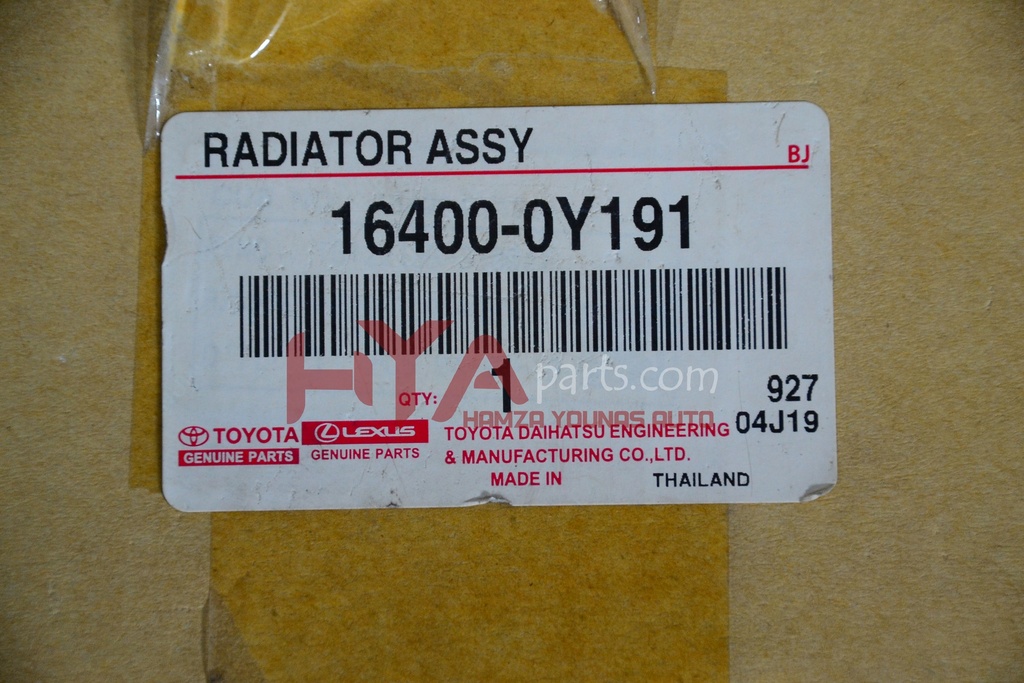 RADIATOR ASSY
BJ
16400-0Y191
HYA parts.com
QTY: 1
HAMZA YOUNAS AUTO
927
04J19
TOYOTA
GENUINE PARTS
LEXUS
GENUINE PARTS
TOYOTA DAIHATSU ENGINEERING
& MANUFACTURING CO.,LTD.
MADE IN THAILAND